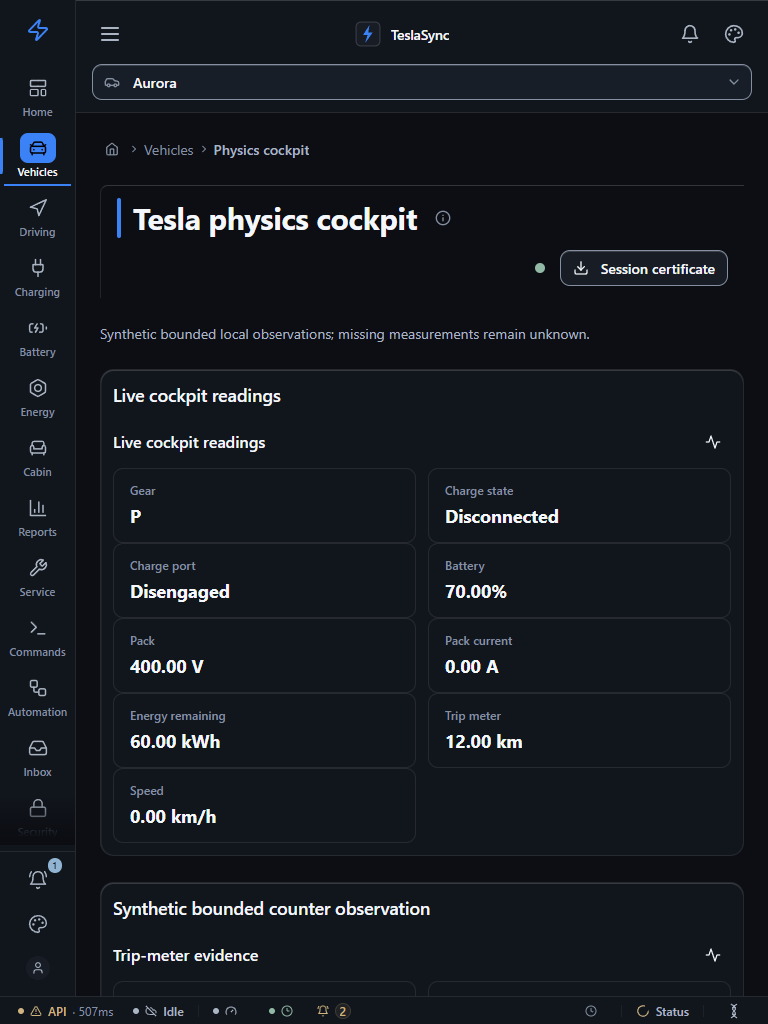 TeslaSync
Aurora
Home
Vehicles
Driving
Charging
Battery
Energy
Cabin
Reports
Service
Commands
Automation
Inbox
Security
1
Vehicles
Physics cockpit
Tesla physics cockpit
Session certificate
Synthetic bounded local observations; missing measurements remain unknown.
Live cockpit readings
Live cockpit readings
Gear
P
Charge state
Disconnected
Charge port
Disengaged
Battery
70.00%
Pack
400.00 V
Pack current
0.00 A
Energy remaining
60.00 kWh
Trip meter
12.00 km
Speed
0.00 km/h
Synthetic bounded counter observation
Trip-meter evidence
API · 507ms
Idle
2
Status